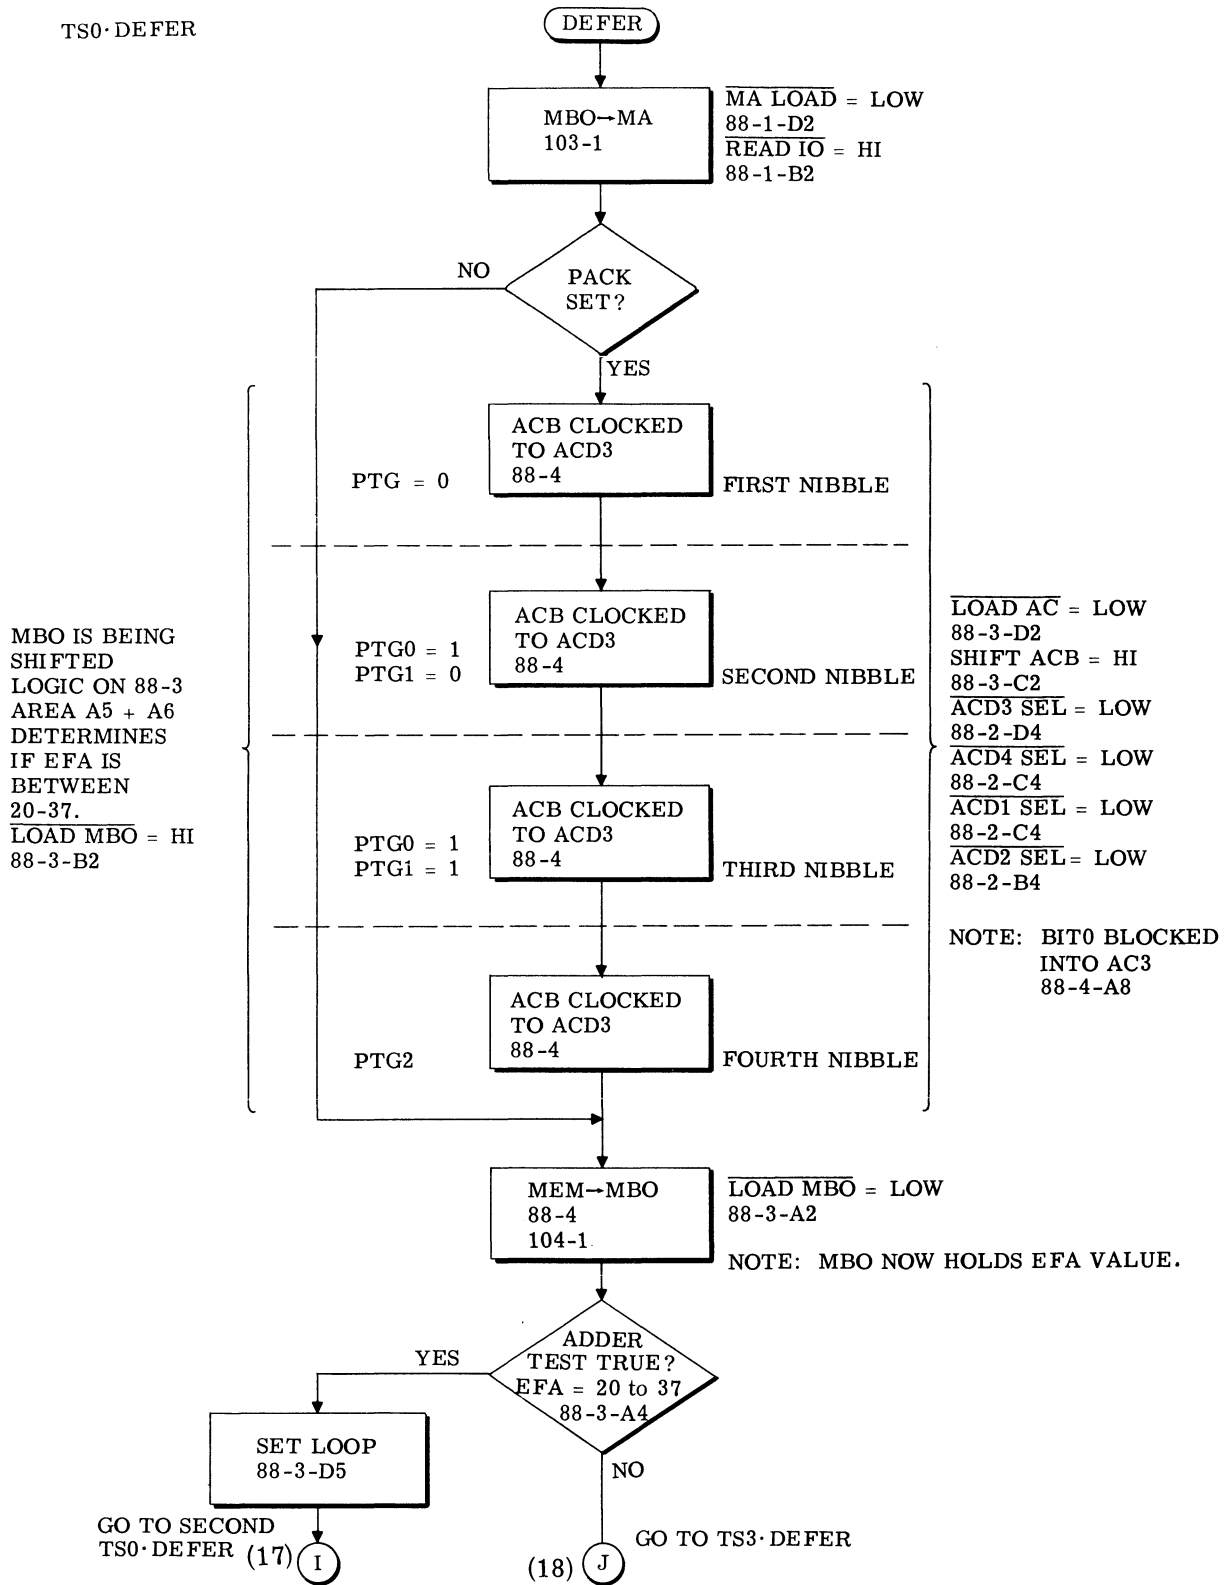 TS0·DEFER
DEFER
MBO→MA
103-1
MA LOAD = LOW
88-1-D2
READ IO = HI
88-1-B2
PACK
SET?
NO
YES
ACB CLOCKED
TO ACD3
88-4
PTG = 0
FIRST NIBBLE
ACB CLOCKED
TO ACD3
88-4
PTG0 = 1
PTG1 = 0
SECOND NIBBLE
ACB CLOCKED
TO ACD3
88-4
PTG0 = 1
PTG1 = 1
THIRD NIBBLE
ACB CLOCKED
TO ACD3
88-4
PTG2
FOURTH NIBBLE
MBO IS BEING
SHIFTED
LOGIC ON 88-3
AREA A5 + A6
DETERMINES
IF EFA IS
BETWEEN
20-37.
LOAD MBO = HI
88-3-B2
LOAD AC = LOW
88-3-D2
SHIFT ACB = HI
88-3-C2
ACD3 SEL = LOW
88-2-D4
ACD4 SEL = LOW
88-2-C4
ACD1 SEL = LOW
88-2-C4
ACD2 SEL = LOW
88-2-B4
NOTE: BIT0 BLOCKED
INTO AC3
88-4-A8
MEM→MBO
88-4
104-1
LOAD MBO = LOW
88-3-A2
NOTE: MBO NOW HOLDS EFA VALUE.
ADDER
TEST TRUE?
EFA = 20 to 37
88-3-A4
YES
NO
SET LOOP
88-3-D5
GO TO SECOND
TS0·DEFER (17)
I
GO TO TS3·DEFER
(18) J